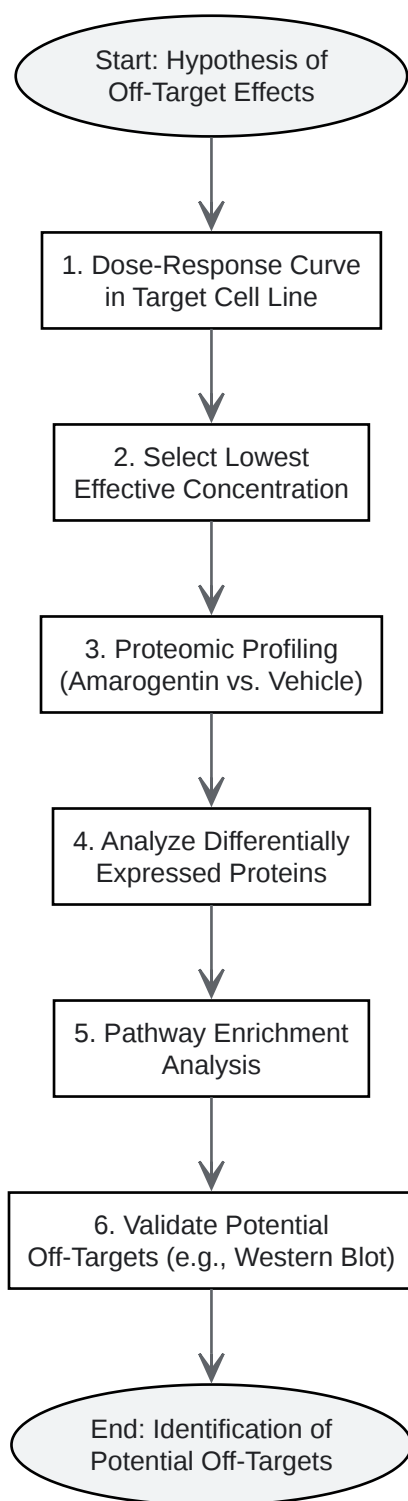 Start: Hypothesis of
Off-Target Effects
1. Dose-Response Curve
in Target Cell Line
2. Select Lowest
Effective Concentration
3. Proteomic Profiling
(Amarogentin vs. Vehicle)
4. Analyze Differentially
Expressed Proteins
5. Pathway Enrichment
Analysis
6. Validate Potential
Off-Targets (e.g., Western Blot)
End: Identification of
Potential Off-Targets